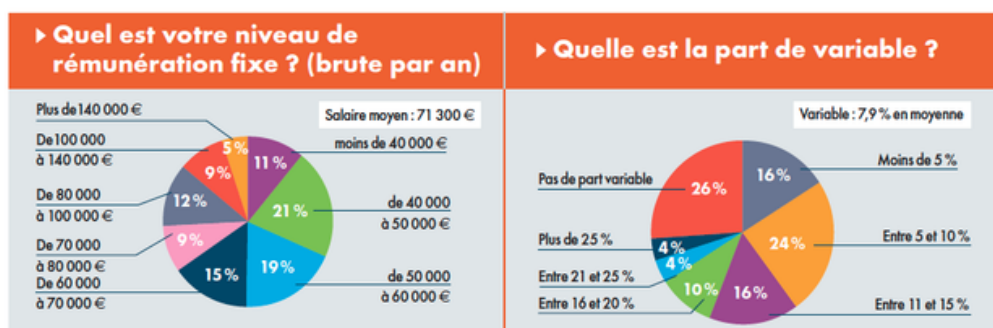 ▸ Quel est votre niveau de
rémunération fixe ? (brute par an)
Salaire moyen : 71 300 €
Plus de 140 000 €
5 %
11 %
moins de 40 000 €
De 100 000
à 140 000 €
9 %
De 80 000
à 100 000 €
12 %
21 %
de 40 000
à 50 000 €
De 70 000
à 80 000 €
9 %
De 60 000
à 70 000 €
15 %
19 %
de 50 000
à 60 000 €
▸ Quelle est la part de variable ?
Variable : 7,9 % en moyenne
Pas de part variable
26 %
16 %
Moins de 5 %
Plus de 25 %
4 %
24 %
Entre 5 et 10 %
Entre 21 et 25 %
4 %
Entre 16 et 20 %
10 %
16 %
Entre 11 et 15 %